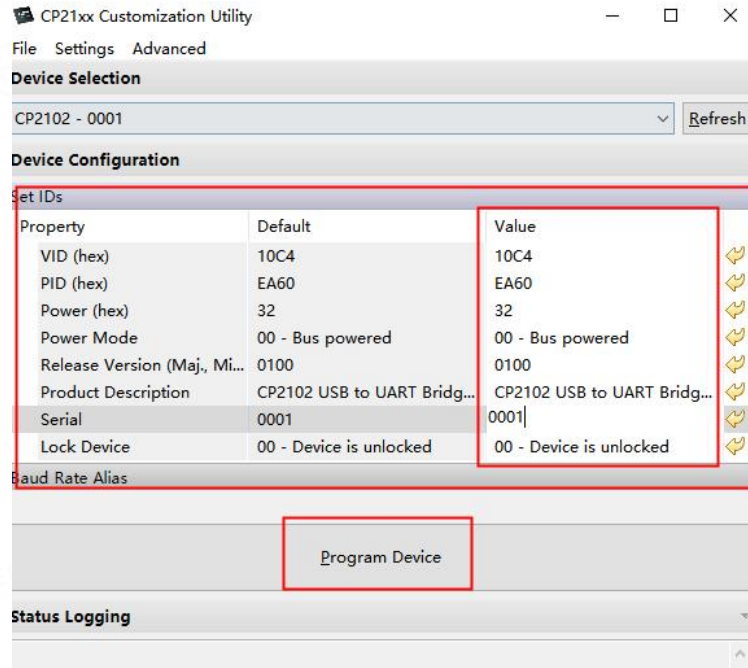 CP21xx Customization Utility
File Settings Advanced
Device Selection
CP2102 - 0001 Refresh
Device Configuration
Set IDs
Property Default Value
VID (hex) 10C4 10C4
PID (hex) EA60 EA60
Power (hex) 32 32
Power Mode 00 - Bus powered 00 - Bus powered
Release Version (Maj., Mi... 0100 0100
Product Description CP2102 USB to UART Bridg... CP2102 USB to UART Bridg...
Serial 0001 0001
Lock Device 00 - Device is unlocked 00 - Device is unlocked
Baud Rate Alias
Program Device
Status Logging